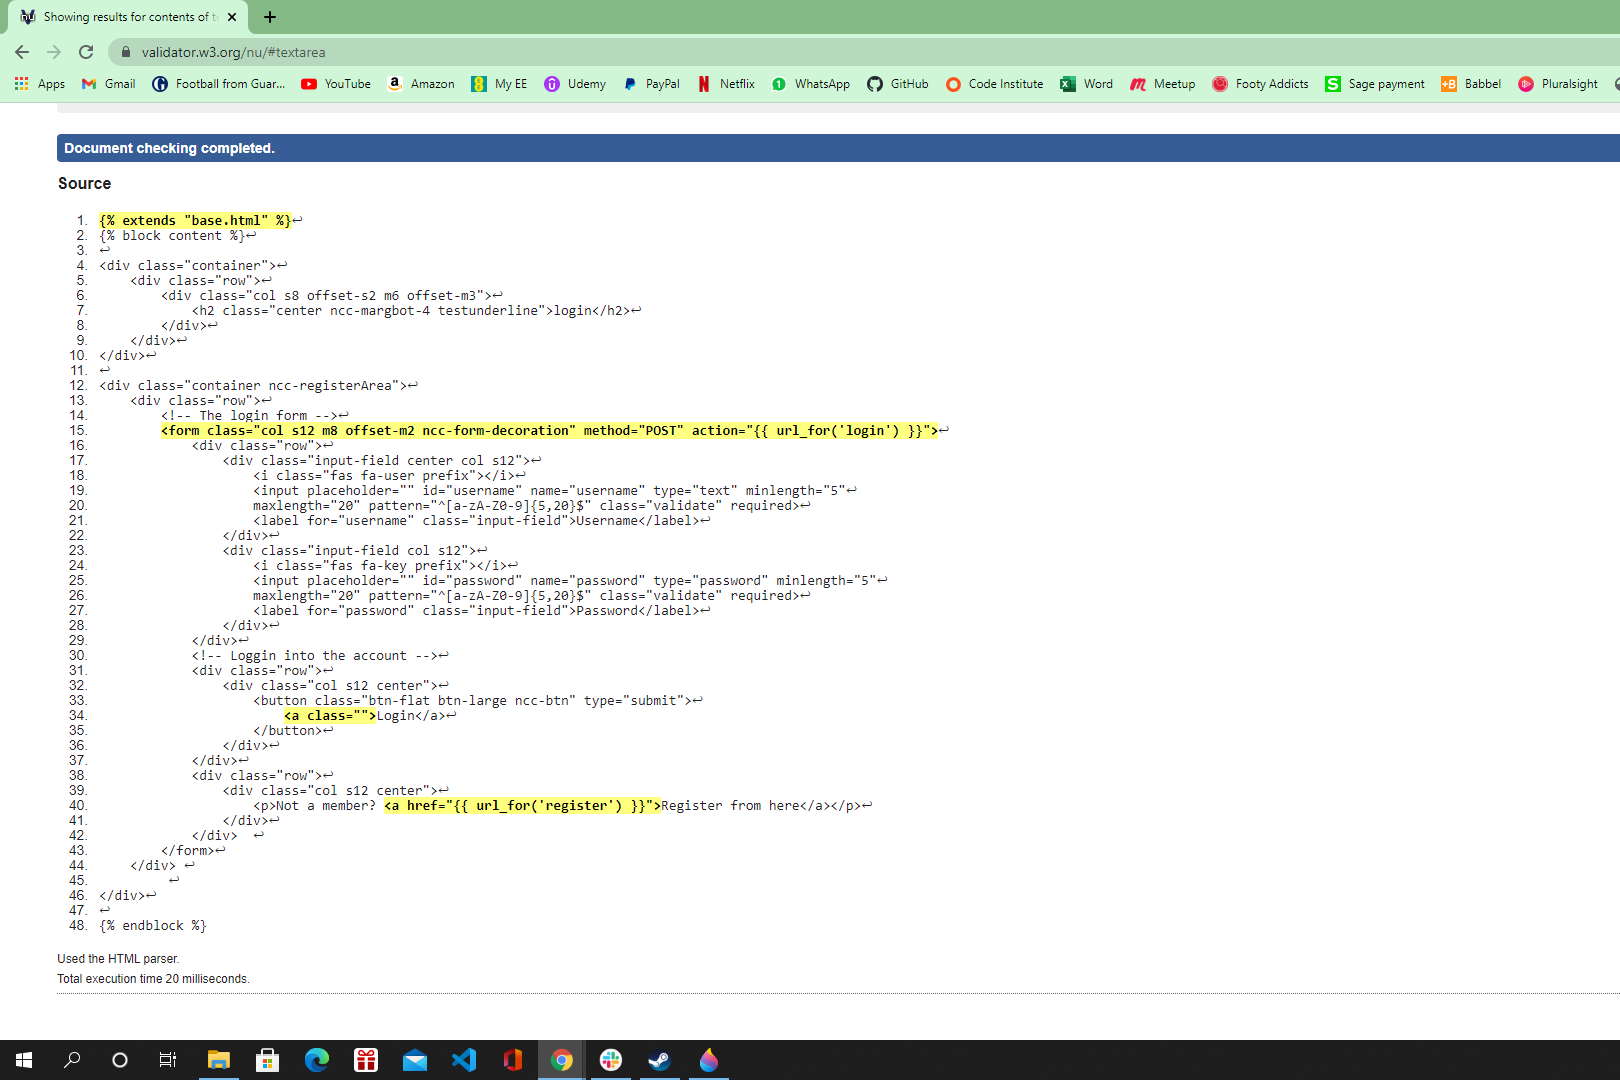 Showing results for contents of t
validator.w3.org/nu/#textarea
Apps Gmail Football from Guar... YouTube Amazon My EE Udemy PayPal Netflix WhatsApp GitHub Code Institute Word Meetup Footy Addicts Sage payment Babbel Pluralsight
Document checking completed.
Source
1. {% extends "base.html" %}↩
2. {% block content %}↩
3. ↩
4. <div class="container">↩
5. <div class="row">↩
6. <div class="col s8 offset-s2 m6 offset-m3">↩
7. <h2 class="center ncc-margbot-4 testunderline">login</h2>↩
8. </div>↩
9. </div>↩
10. </div>↩
11. ↩
12. <div class="container ncc-registerArea">↩
13. <div class="row">↩
14. <!-- The login form -->↩
15. <form class="col s12 m8 offset-m2 ncc-form-decoration" method="POST" action="{{ url_for('login') }}">↩
16. <div class="row">↩
17. <div class="input-field center col s12">↩
18. <i class="fas fa-user prefix"></i>↩
19. <input placeholder="" id="username" name="username" type="text" minlength="5"↩
20. maxlength="20" pattern="^[a-zA-Z0-9]{5,20}$" class="validate" required>↩
21. <label for="username" class="input-field">Username</label>↩
22. </div>↩
23. <div class="input-field col s12">↩
24. <i class="fas fa-key prefix"></i>↩
25. <input placeholder="" id="password" name="password" type="password" minlength="5"↩
26. maxlength="20" pattern="^[a-zA-Z0-9]{5,20}$" class="validate" required>↩
27. <label for="password" class="input-field">Password</label>↩
28. </div>↩
29. </div>↩
30. <!-- Loggin into the account -->↩
31. <div class="row">↩
32. <div class="col s12 center">↩
33. <button class="btn-flat btn-large ncc-btn" type="submit">↩
34. <a class="">Login</a>↩
35. </button>↩
36. </div>↩
37. </div>↩
38. <div class="row">↩
39. <div class="col s12 center">↩
40. <p>Not a member? <a href="{{ url_for('register') }}">Register from here</a></p>↩
41. </div>↩
42. </div> ↩
43. </form>↩
44. </div> ↩
45. ↩
46. </div>↩
47. ↩
48. {% endblock %}
Used the HTML parser.
Total execution time 20 milliseconds.